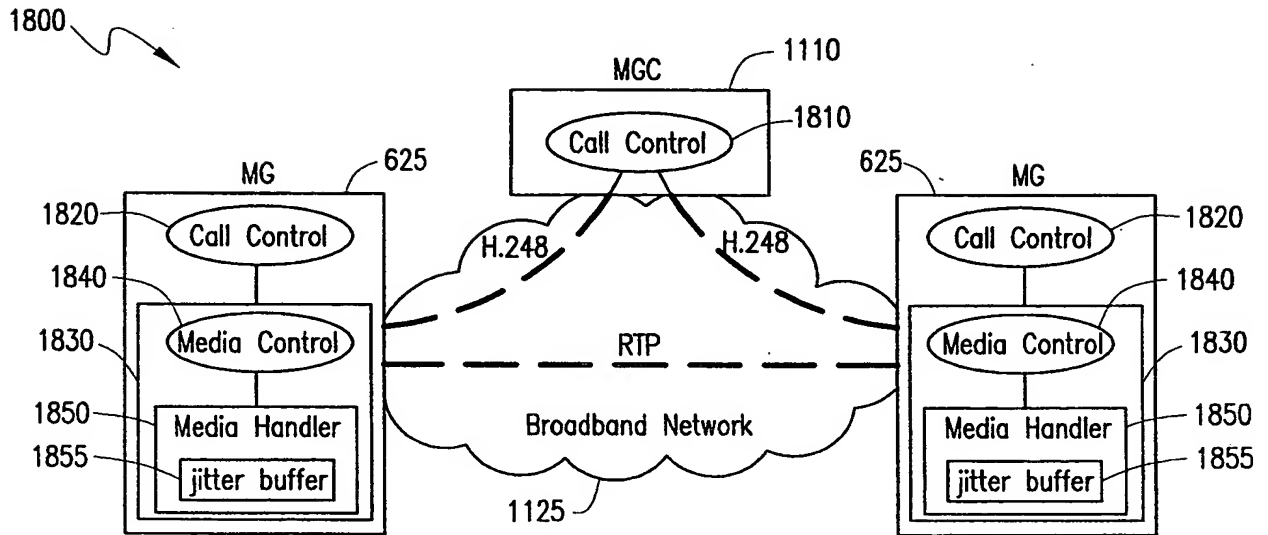 1800
1110
MGC
Call Control
1810
625
MG
1820
Call Control
1840
Media Control
1830
1850
Media Handler
1855
jitter buffer
H.248
H.248
RTP
Broadband Network
1125
625
MG
Call Control
1820
1840
Media Control
1830
Media Handler
1850
jitter buffer
1855